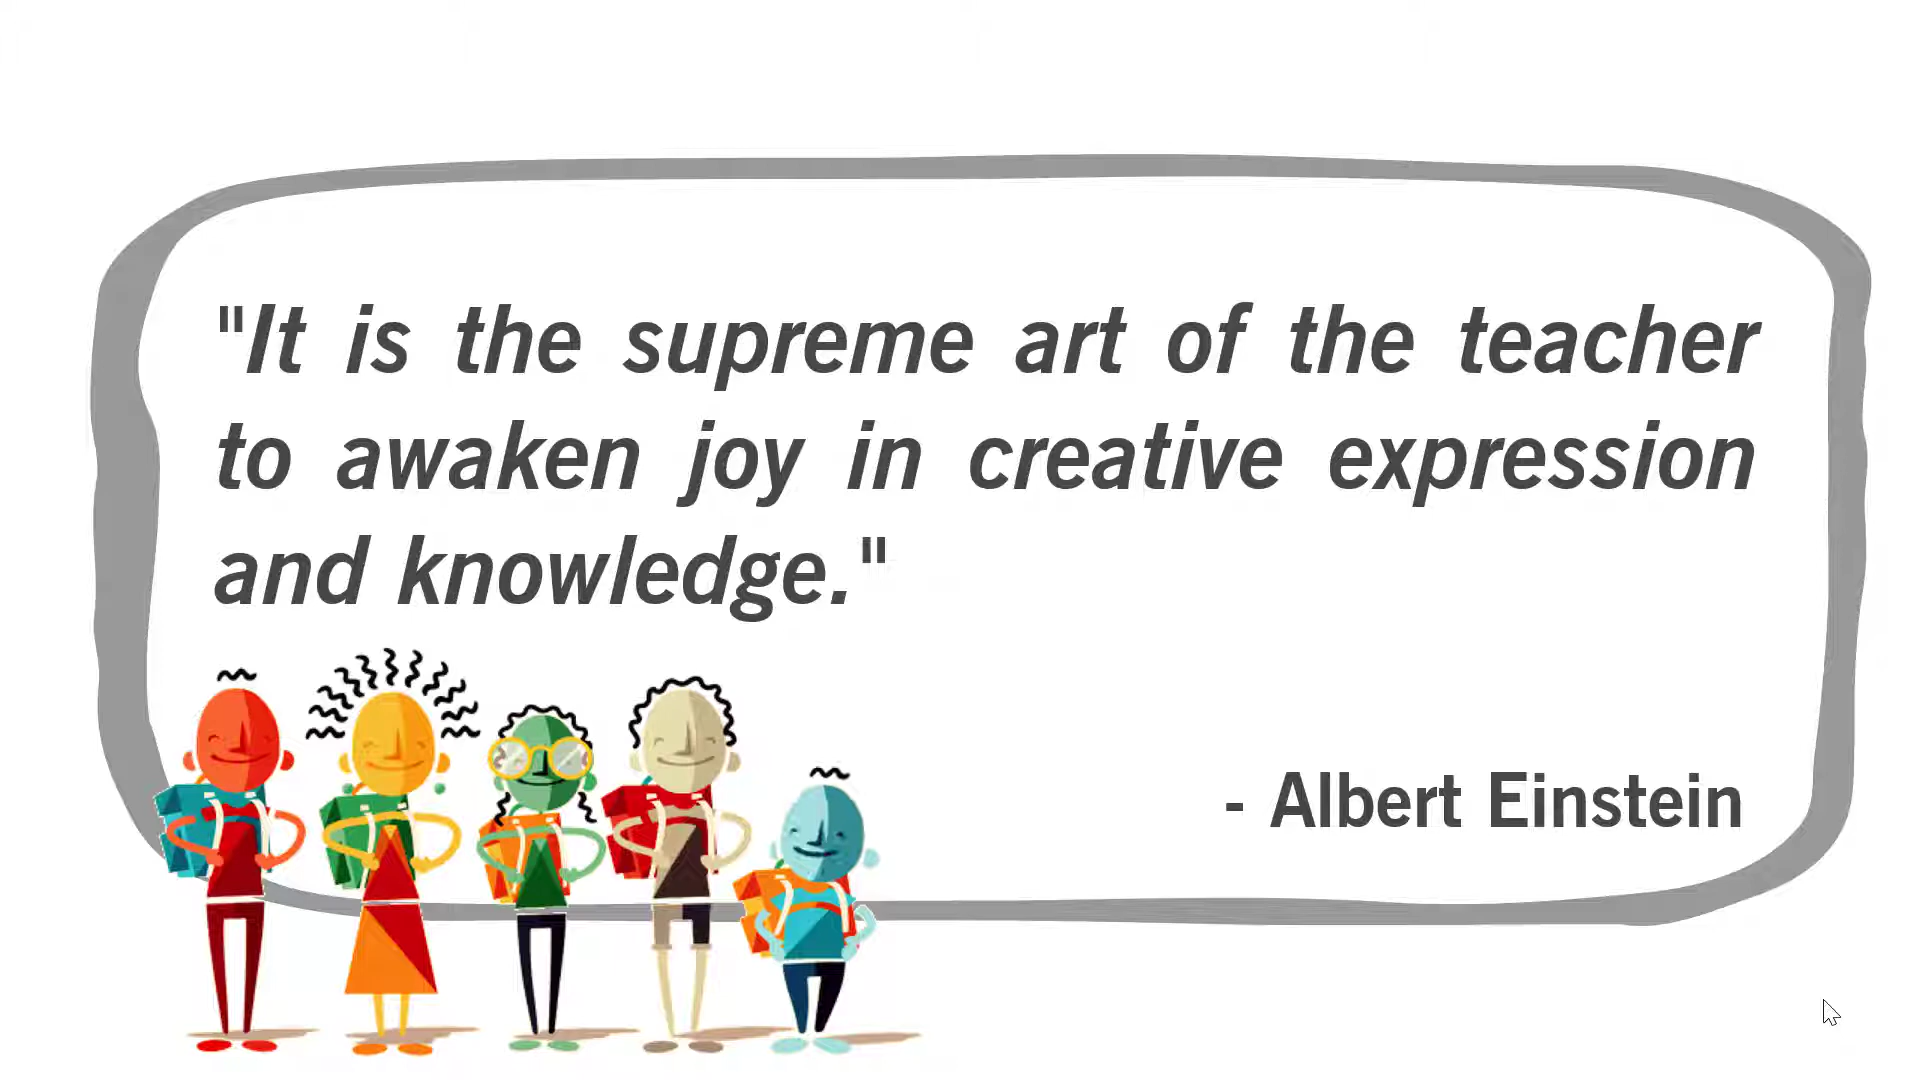 "It is the supreme art of the teacher
to awaken joy in creative expression
and knowledge."
- Albert Einstein